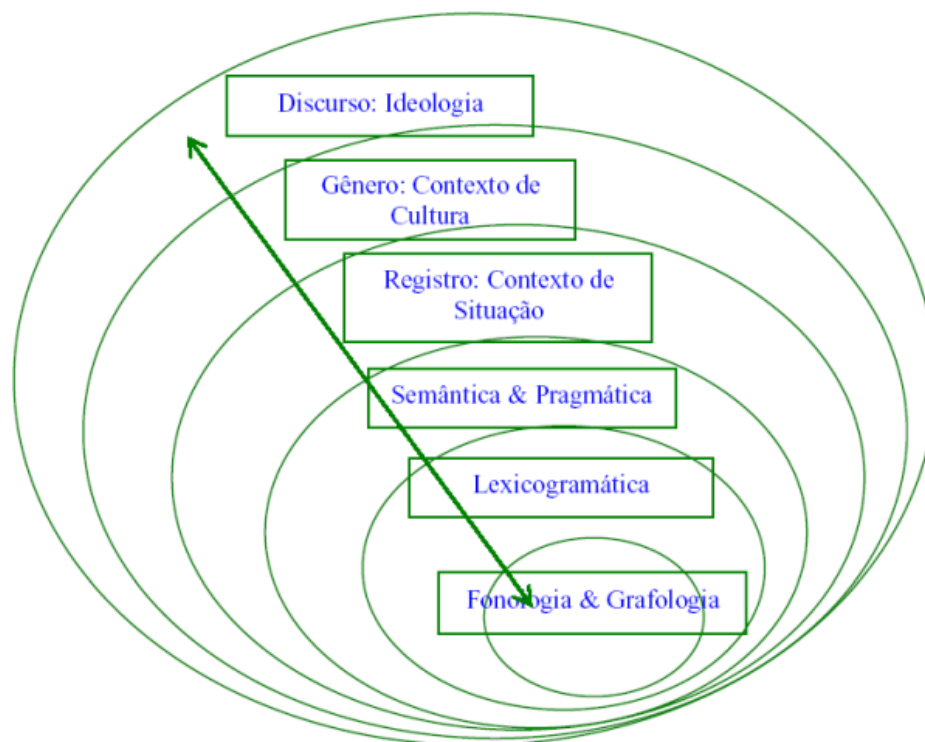 Discurso: Ideologia
Gênero: Contexto de
Cultura
Registro: Contexto de
Situação
Semântica & Pragmática
Lexicogramática
Fonologia & Grafologia